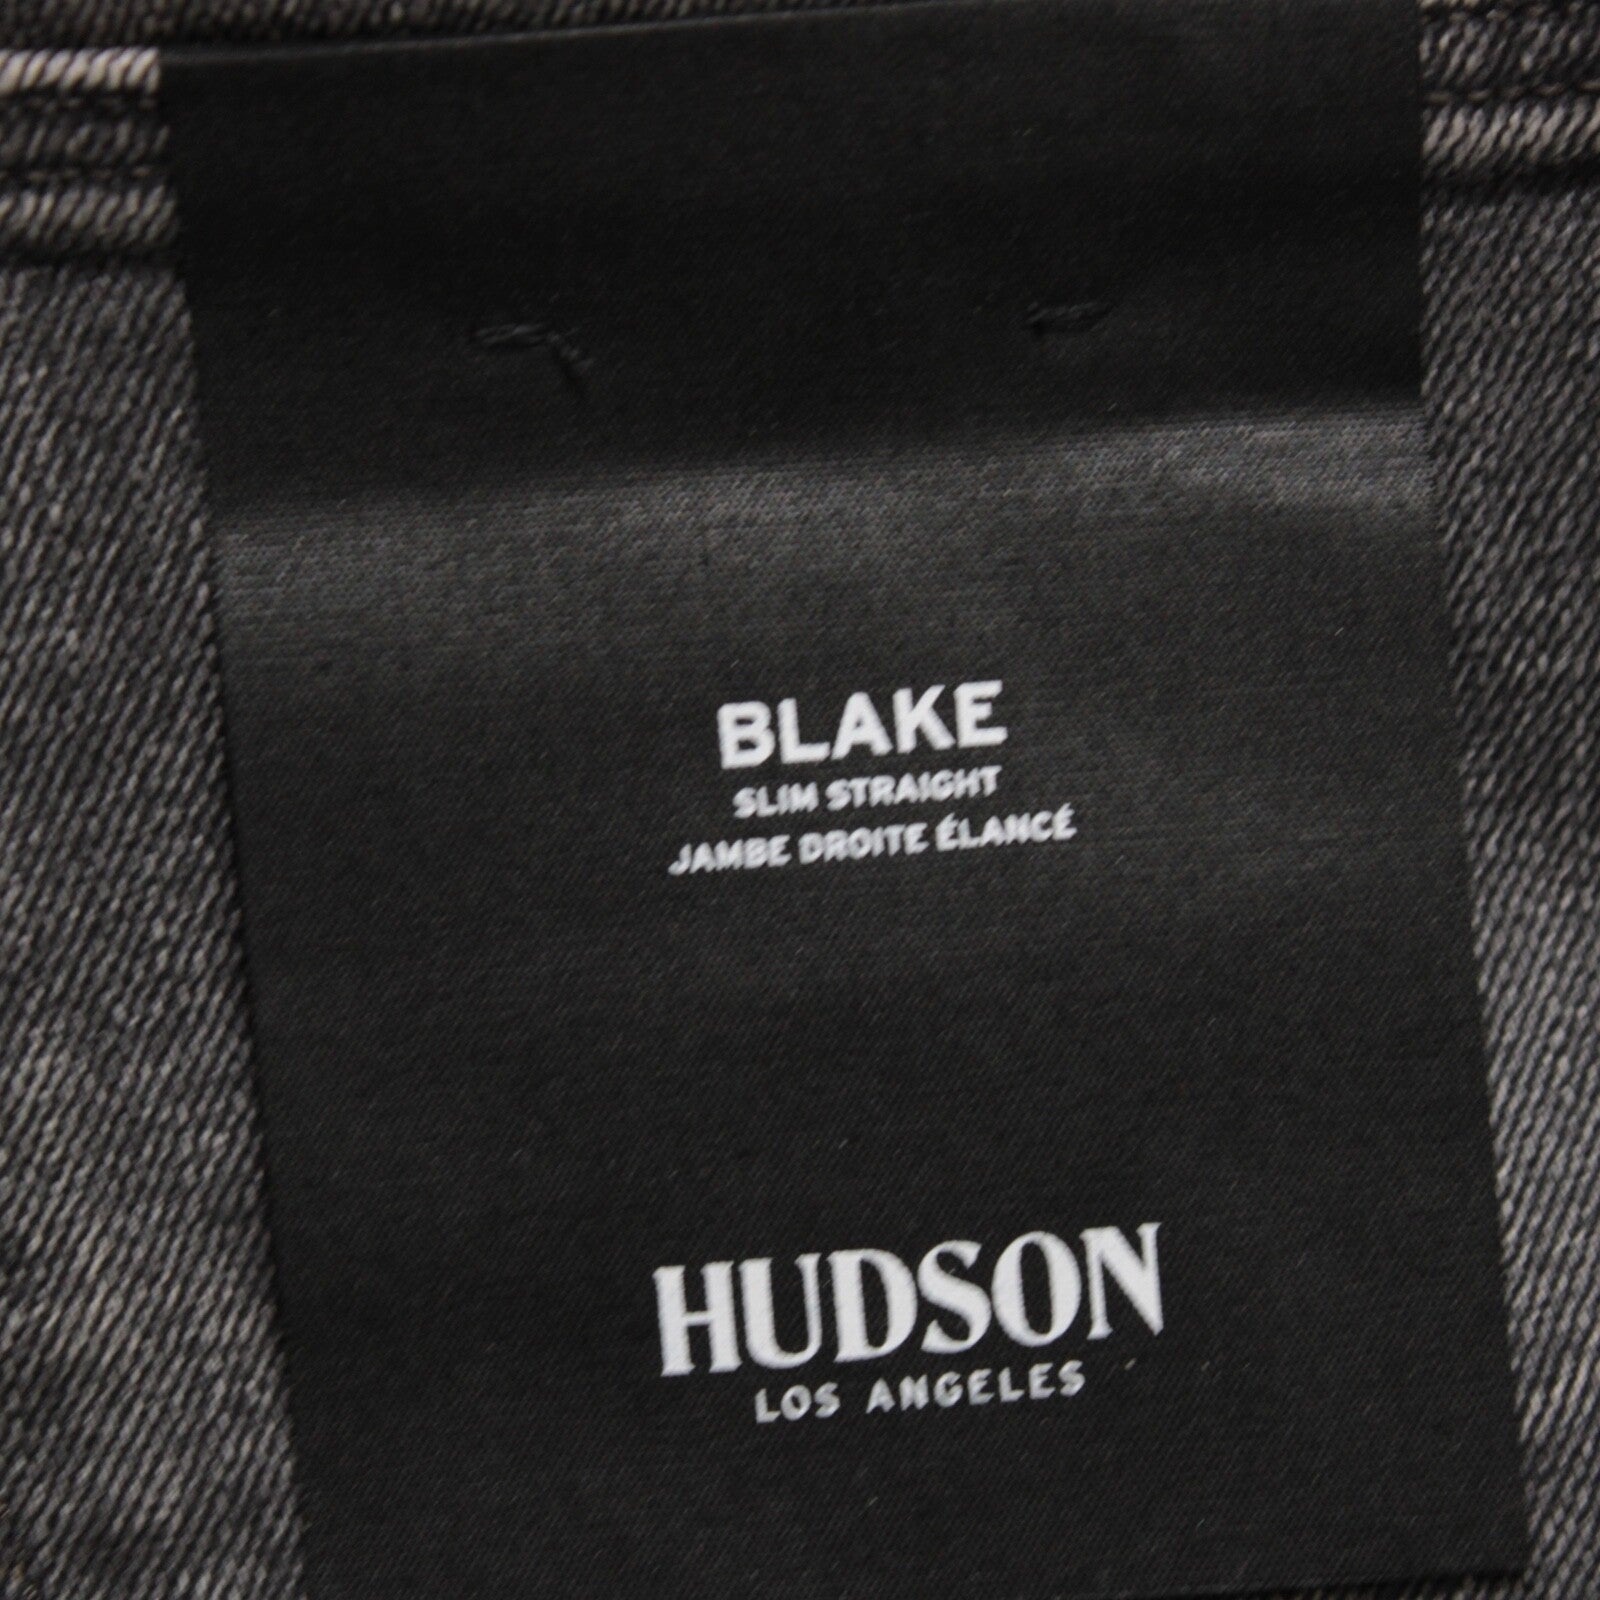 BLAKE
SLIM STRAIGHT
JAMBE DROITE ÉLANCÉ
HUDSON
LOS ANGELES